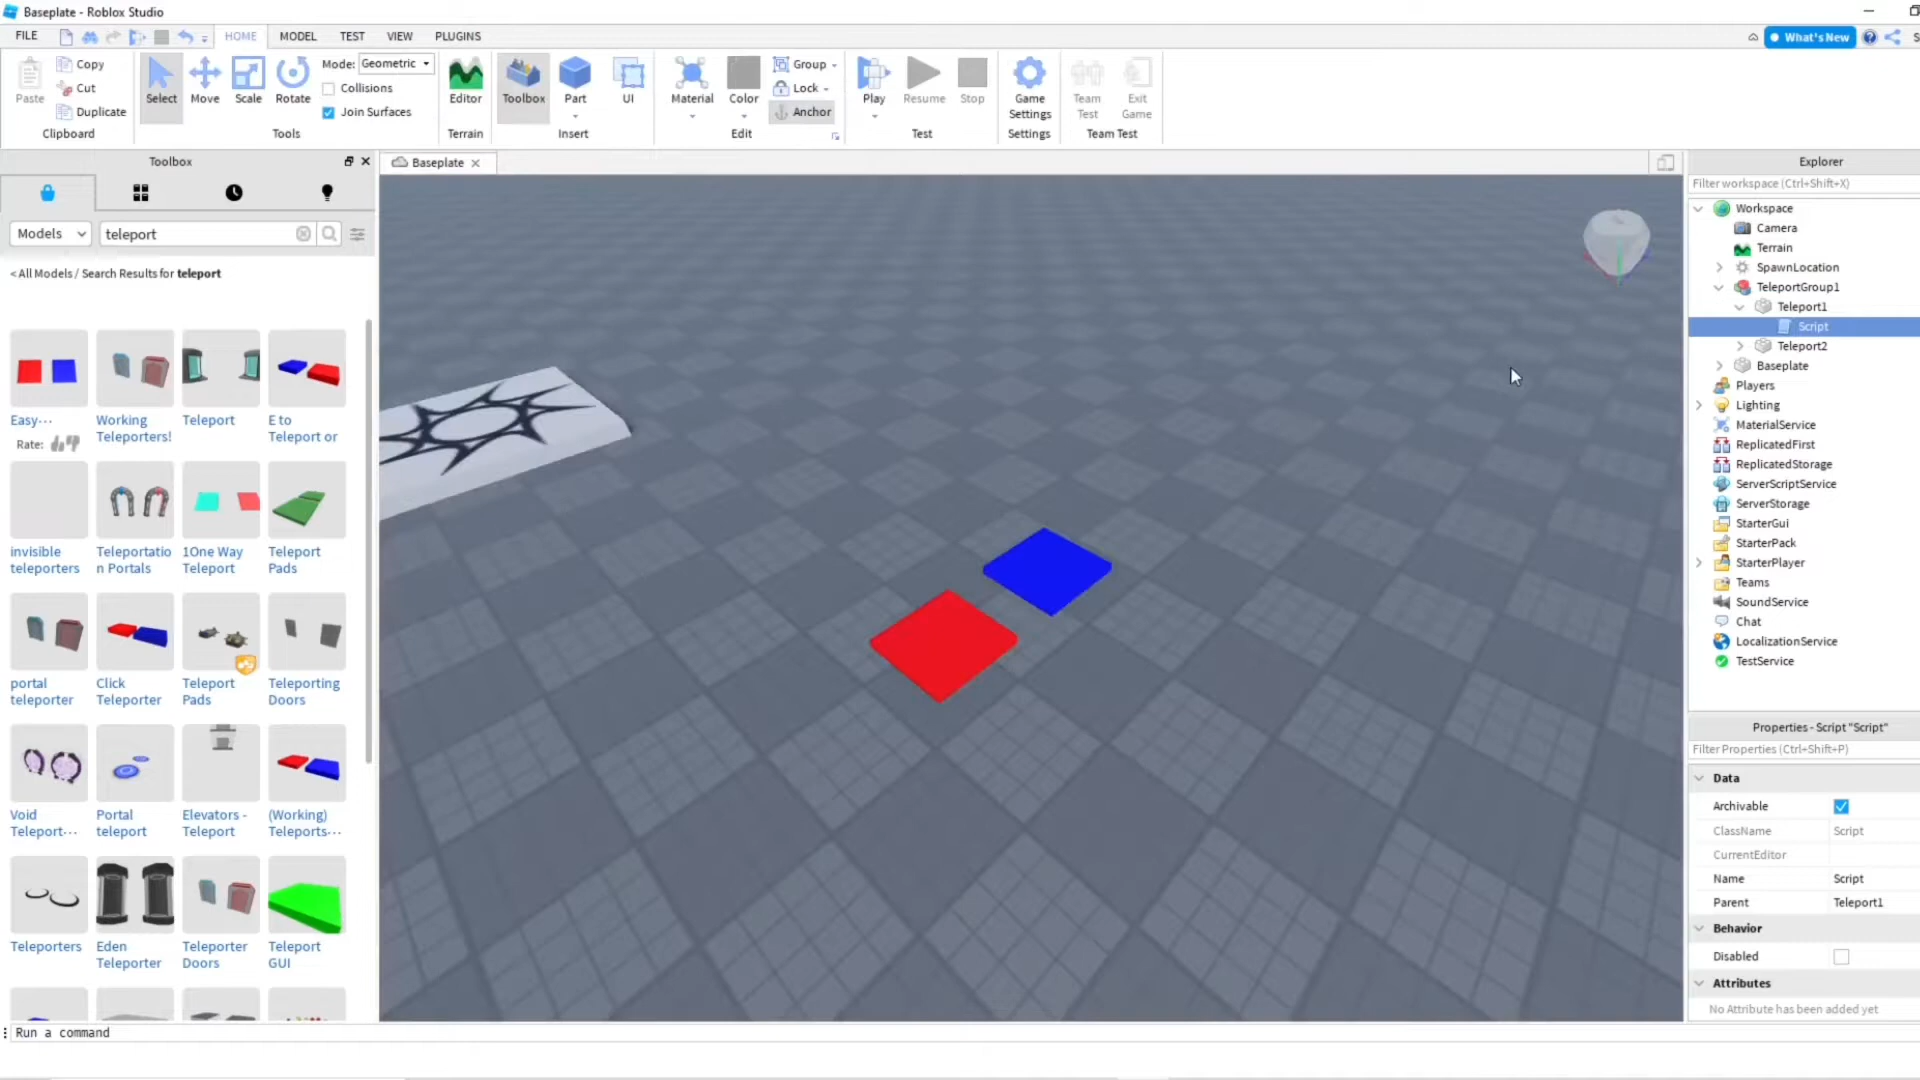 Baseplate - Roblox Studio
FILE
HOME
MODEL
TEST
VIEW
PLUGINS
What's New
Paste
Copy
Cut
Duplicate
Clipboard
Select
Move
Scale
Rotate
Mode: Geometric
Collisions
Join Surfaces
Tools
Editor
Terrain
Toolbox
Part
UI
Insert
Material
Color
Group
Lock
Anchor
Edit
Play
Resume
Stop
Test
Game
Settings
Settings
Team
Test
Exit
Game
Team Test
Toolbox
Models
teleport
< All Models / Search Results for teleport
Easy...
Rate:
Working
Teleporters!
Teleport
E to
Teleport or
invisible
teleporters
Teleportatio
n Portals
1One Way
Teleport
Teleport
Pads
portal
teleporter
Click
Teleporter
Teleport
Pads
Teleporting
Doors
Void
Teleport...
Portal
teleport
Elevators -
Teleport
(Working)
Teleports...
Teleporters
Eden
Teleporter
Teleporter
Doors
Teleport
GUI
Baseplate
Explorer
Filter workspace (Ctrl+Shift+X)
Workspace
Camera
Terrain
SpawnLocation
TeleportGroup1
Teleport1
Script
Teleport2
Baseplate
Players
Lighting
MaterialService
ReplicatedFirst
ReplicatedStorage
ServerScriptService
ServerStorage
StarterGui
StarterPack
StarterPlayer
Teams
SoundService
Chat
LocalizationService
TestService
Properties - Script "Script"
Filter Properties (Ctrl+Shift+P)
Data
Archivable
ClassName Script
CurrentEditor
Name Script
Parent Teleport1
Behavior
Disabled
Attributes
No Attribute has been added yet
Run a command